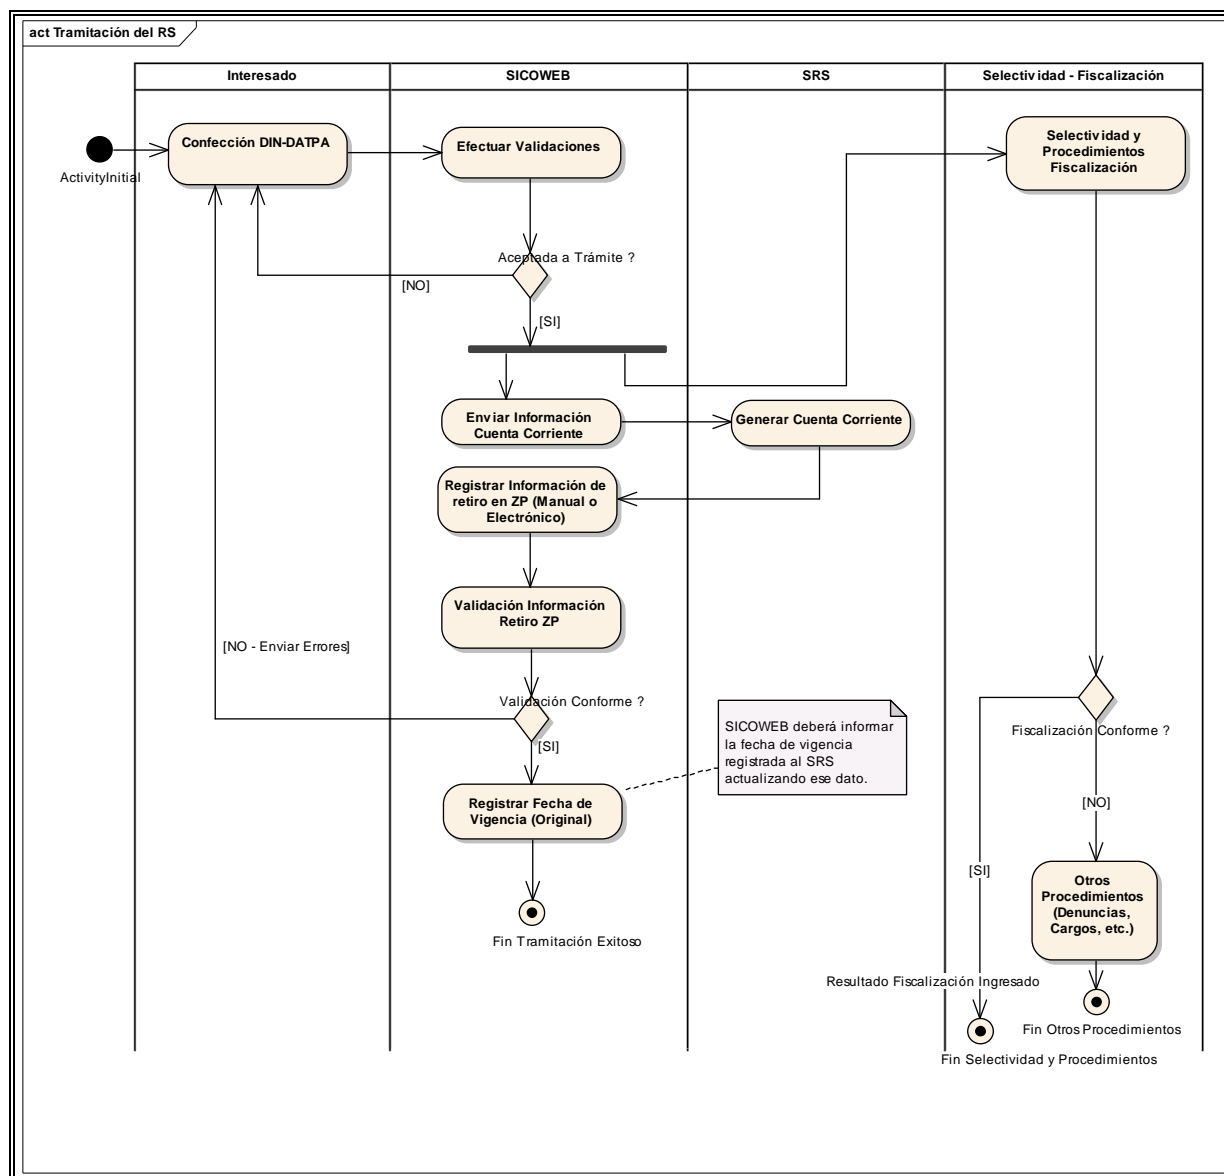 act Tramitación del RS
Interesado
SICOWEB
SRS
Selectividad - Fiscalización
ActivityInitial
Confección DIN-DATPA
Efectuar Validaciones
Selectividad y
Procedimientos
Fiscalización
Aceptada a Trámite ?
[NO]
[SI]
Enviar Información
Cuenta Corriente
Generar Cuenta Corriente
Registrar Información de
retiro en ZP (Manual o
Electrónico)
Validación Información
Retiro ZP
[NO - Enviar Errores]
Validación Conforme ?
[SI]
SICOWEB deberá informar
la fecha de vigencia
registrada al SRS
actualizando ese dato.
Fiscalización Conforme ?
Registrar Fecha de
Vigencia (Original)
[NO]
[SI]
Otros
Procedimientos
(Denuncias,
Cargos, etc.)
Fin Tramitación Exitoso
Resultado Fiscalización Ingresado
Fin Otros Procedimientos
Fin Selectividad y Procedimientos